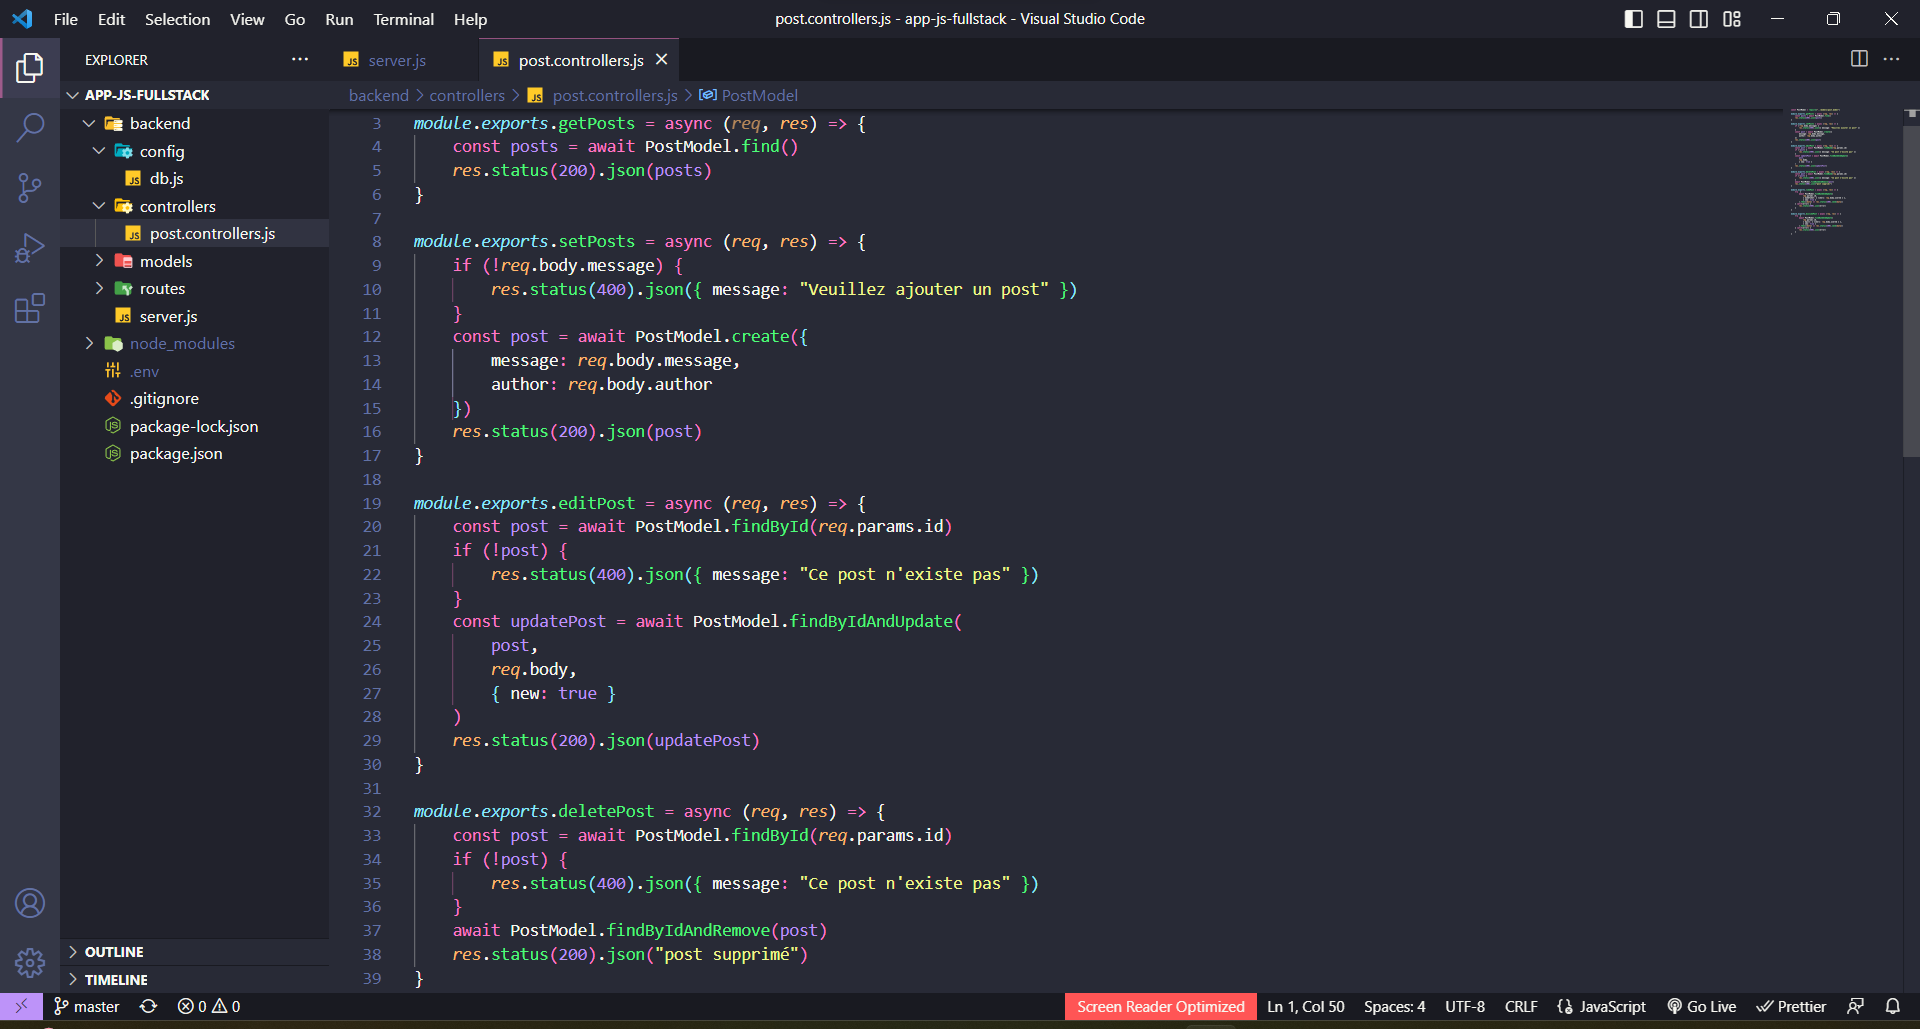 File Edit Selection View Go Run Terminal Help
post.controllers.js - app-js-fullstack - Visual Studio Code
EXPLORER
APP-JS-FULLSTACK
backend
config
db.js
controllers
post.controllers.js
models
routes
server.js
node_modules
.env
.gitignore
package-lock.json
package.json
OUTLINE
TIMELINE
JS server.js
JS post.controllers.js
backend > controllers > JS post.controllers.js > PostModel
3 module.exports.getPosts = async (req, res) => {
4     const posts = await PostModel.find()
5     res.status(200).json(posts)
6 }
7
8 module.exports.setPosts = async (req, res) => {
9     if (!req.body.message) {
10         res.status(400).json({ message: "Veuillez ajouter un post" })
11     }
12     const post = await PostModel.create({
13         message: req.body.message,
14         author: req.body.author
15     })
16     res.status(200).json(post)
17 }
18
19 module.exports.editPost = async (req, res) => {
20     const post = await PostModel.findById(req.params.id)
21     if (!post) {
22         res.status(400).json({ message: "Ce post n'existe pas" })
23     }
24     const updatePost = await PostModel.findByIdAndUpdate(
25         post,
26         req.body,
27         { new: true }
28     )
29     res.status(200).json(updatePost)
30 }
31
32 module.exports.deletePost = async (req, res) => {
33     const post = await PostModel.findById(req.params.id)
34     if (!post) {
35         res.status(400).json({ message: "Ce post n'existe pas" })
36     }
37     await PostModel.findByIdAndRemove(post)
38     res.status(200).json("post supprimé")
39 }
master 0 0 Screen Reader Optimized Ln 1, Col 50 Spaces: 4 UTF-8 CRLF JavaScript Go Live Prettier